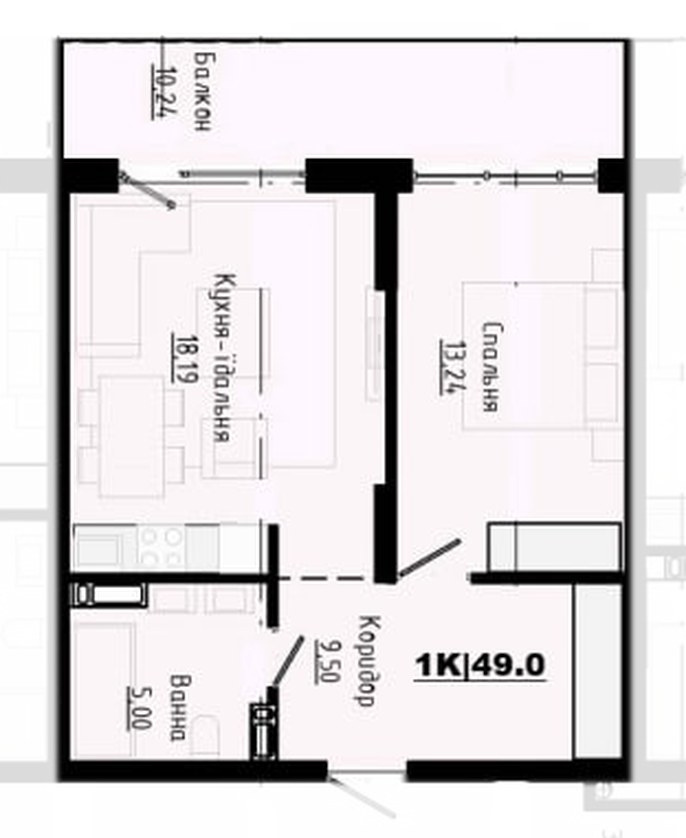 Балкон
10.24
Кухня-їдальня
18.19
Спальня
13.24
Коридор
9.50
1К|49.0
Ванна
5.00